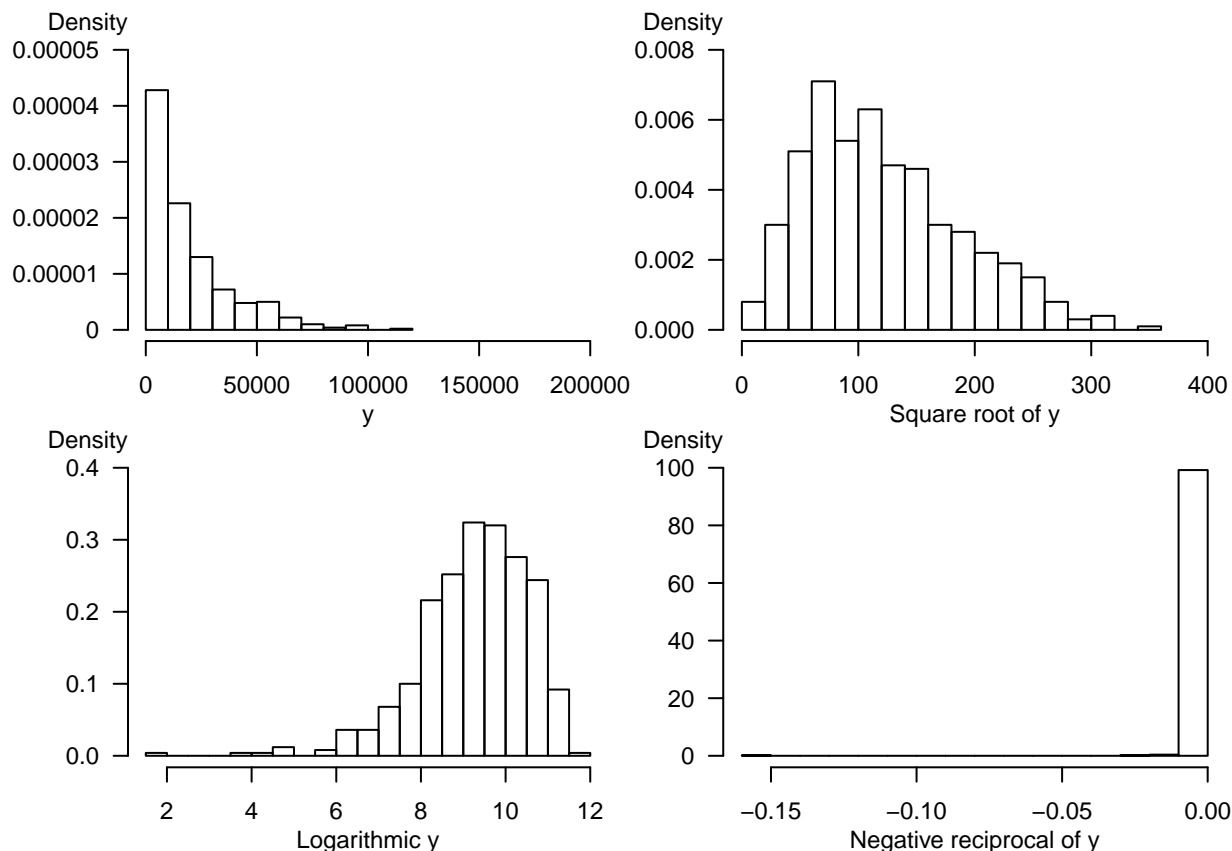 Density
0.00005
0.00004
0.00003
0.00002
0.00001
0
0 50000 100000 150000 200000
y
Density
0.008
0.006
0.004
0.002
0.000
0 100 200 300 400
Square root of y
Density
0.4
0.3
0.2
0.1
0.0
2 4 6 8 10 12
Logarithmic y
Density
100
80
60
40
20
0
−0.15 −0.10 −0.05 0.00
Negative reciprocal of y